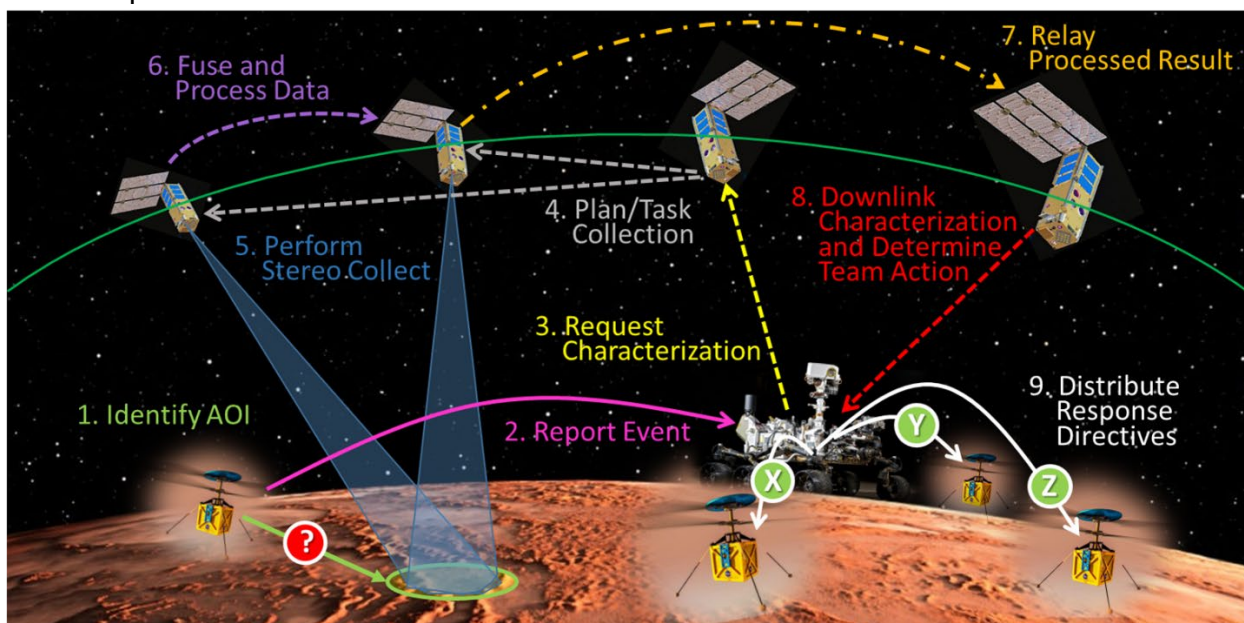 6. Fuse and
Process Data
7. Relay
Processed Result
4. Plan/Task
Collection
8. Downlink
Characterization
and Determine
Team Action
5. Perform
Stereo Collect
3. Request
Characterization
1. Identify AOI
2. Report Event
9. Distribute
Response
Directives
?
X
Y
Z